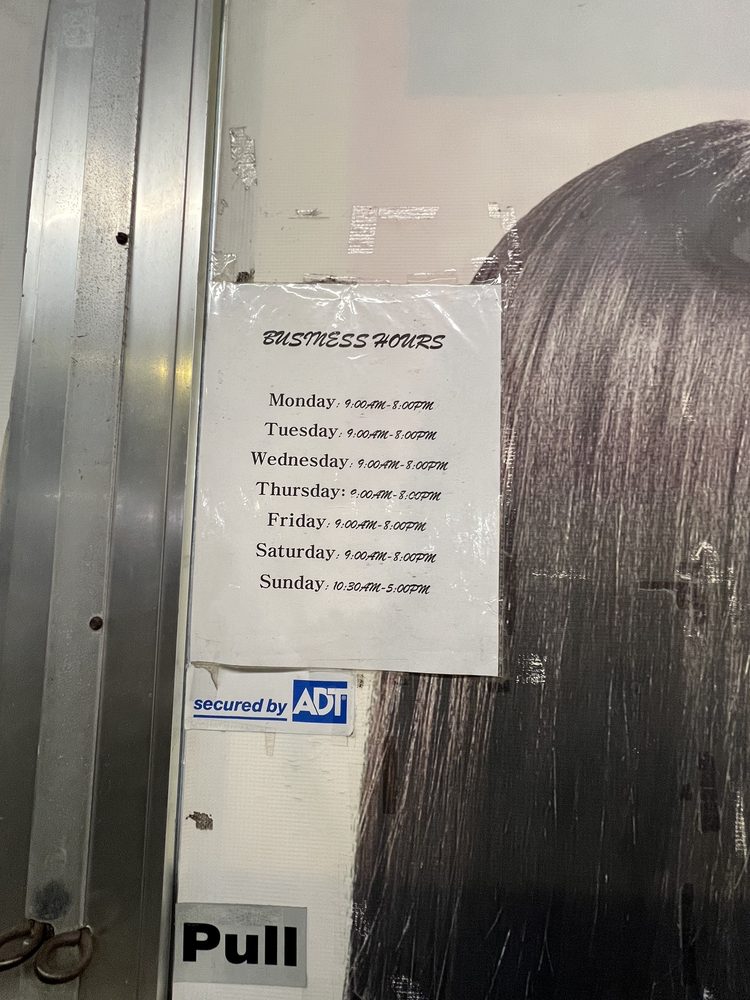 BUSINESS HOURS
Monday: 9:00AM-8:00PM
Tuesday: 9:00AM-8:00PM
Wednesday: 9:00AM-8:00PM
Thursday: 9:00AM-8:00PM
Friday: 9:00AM-8:00PM
Saturday: 9:00AM-8:00PM
Sunday: 10:30AM-5:00PM
secured by ADT
Pull